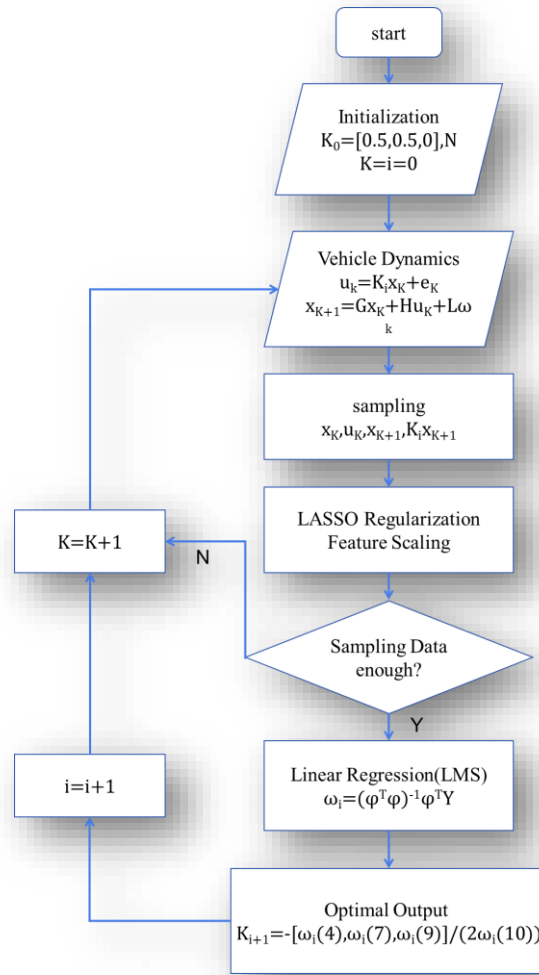 start
Initialization
K₀=[0.5,0.5,0],N
K=i=0
Vehicle Dynamics
uₖ=KᵢxK+eK
xK+1=GxK+HuK+Lω
k
sampling
xK,uK,xK+1,KᵢxK+1
LASSO Regularization
Feature Scaling
K=K+1
N
Sampling Data
enough?
Y
Linear Regression(LMS)
ωᵢ=(φᵀφ)⁻¹φᵀY
i=i+1
Optimal Output
Kᵢ₊₁=-[ωᵢ(4),ωᵢ(7),ωᵢ(9)]/(2ωᵢ(10))